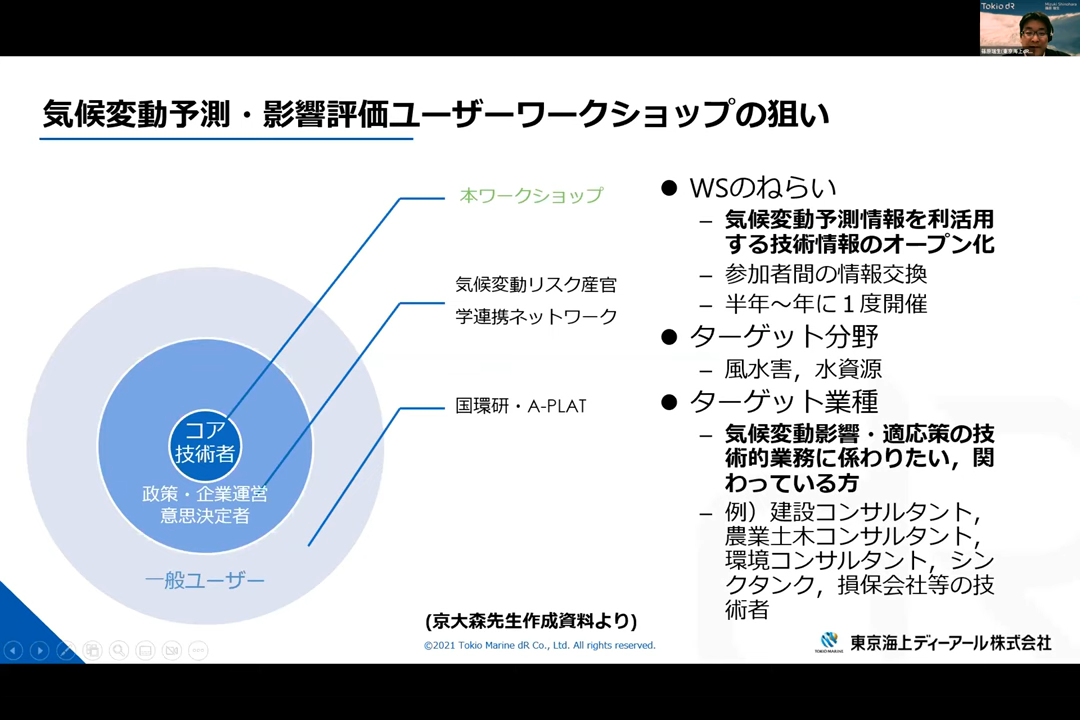 Tokio dR
気候変動予測・影響評価ユーザーワークショップの狙い
本ワークショップ
気候変動リスク産官
学連携ネットワーク
国環研・A-PLAT
コア
技術者
政策・企業運営
意思決定者
一般ユーザー
● WSのねらい
– 気候変動予測情報を利活用
する技術情報のオープン化
– 参加者間の情報交換
– 半年～年に１度開催
● ターゲット分野
– 風水害，水資源
● ターゲット業種
– 気候変動影響・適応策の技
術的業務に係わりたい，関
わっている方
– 例）建設コンサルタント，
農業土木コンサルタント，
環境コンサルタント，シン
クタンク，損保会社等の技
術者
(京大森先生作成資料より)
©2021 Tokio Marine dR Co., Ltd. All rights reserved.
TOKIO MARINE
東京海上ディーアール株式会社